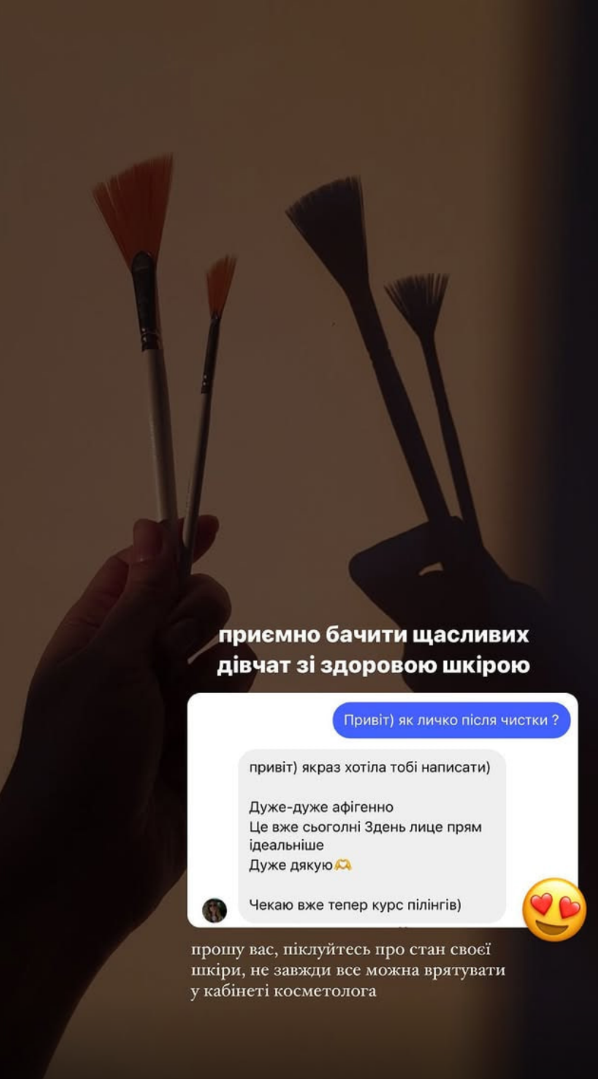 приємно бачити щасливих
дівчат зі здоровою шкірою
Привіт) як личко після чистки ?
привіт) якраз хотіла тобі написати)
Дуже-дуже афігенно
Це вже сьоголні 3день лице прям
ідеальніше
Дуже дякую🫶
Чекаю вже тепер курс пілінгів)
прошу вас, піклуйтесь про стан своєї
шкіри, не завжди все можна врятувати
у кабінеті косметолога